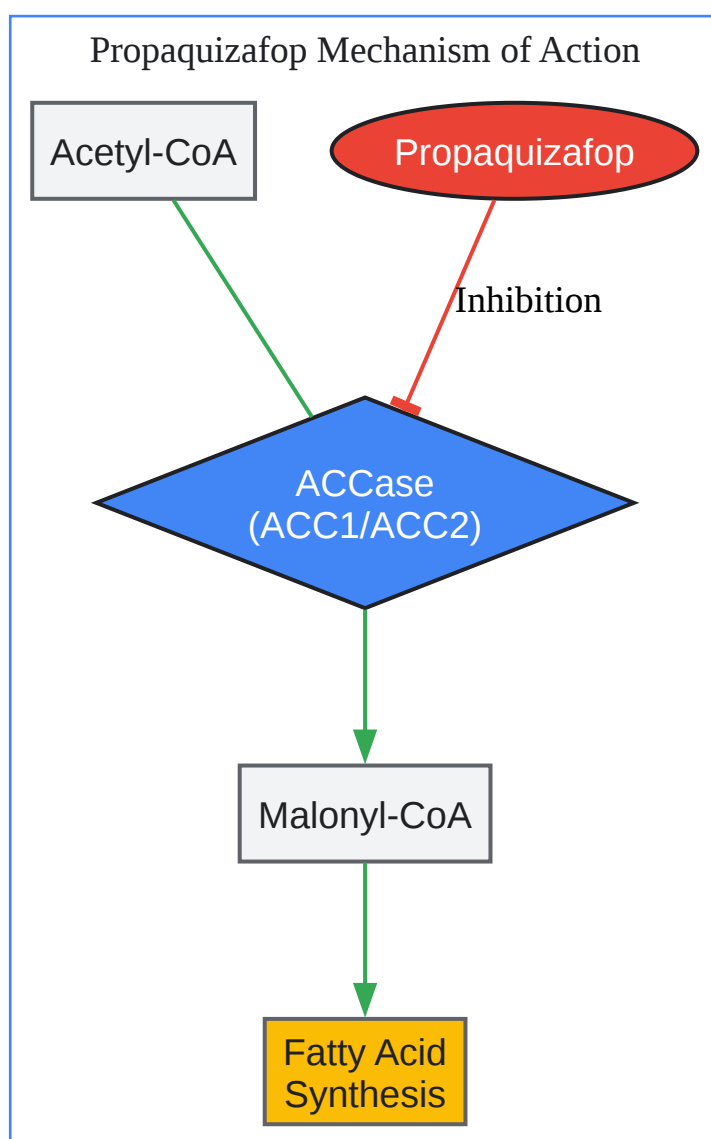 Propaquizafop Mechanism of Action
Acetyl-CoA
Propaquizafop
Inhibition
ACCase
(ACC1/ACC2)
Malonyl-CoA
Fatty Acid
Synthesis